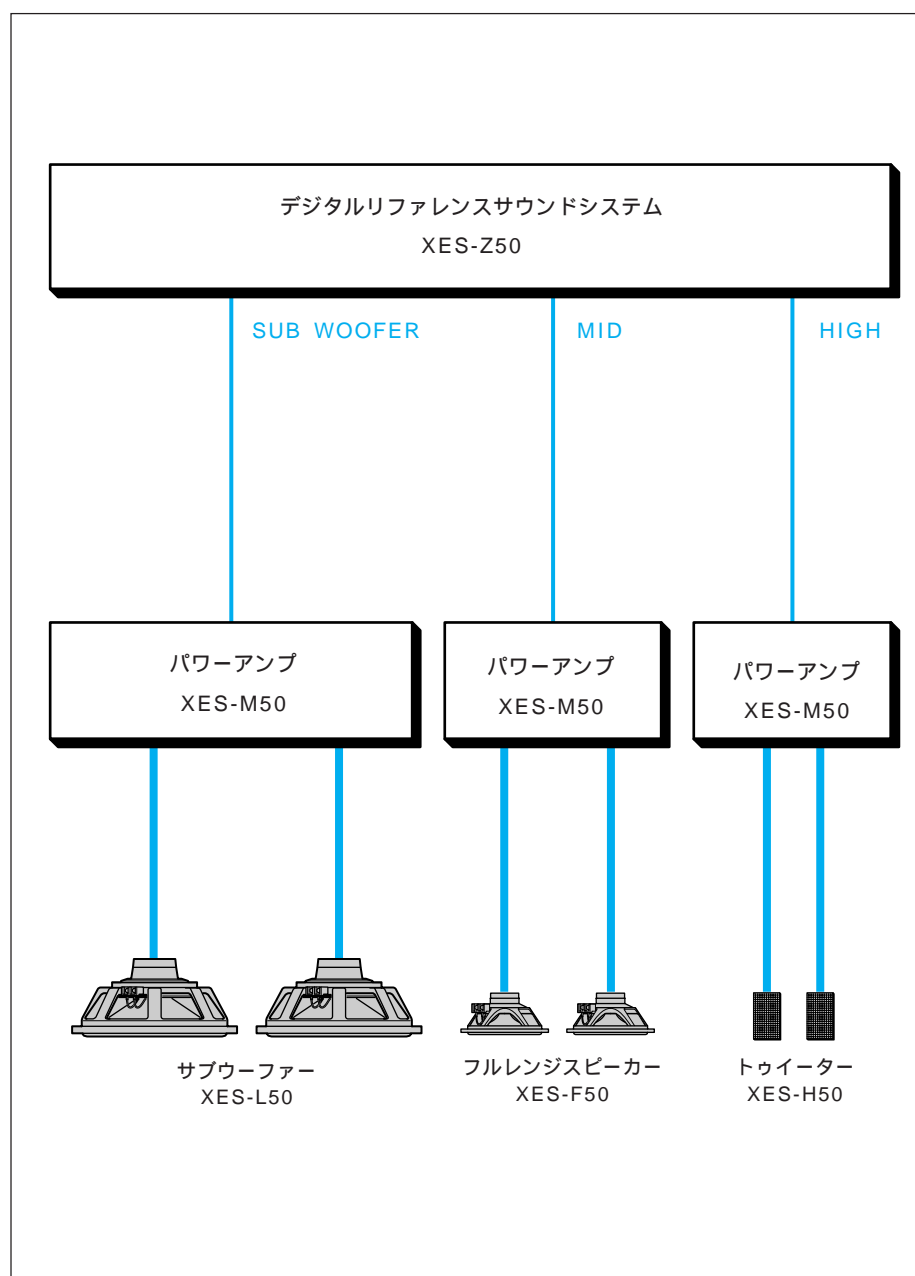 デジタルリファレンスサウンドシステム
XES-Z50
SUB WOOFER
MID
HIGH
パワーアンプ
XES-M50
パワーアンプ
XES-M50
パワーアンプ
XES-M50
サブウーファー
XES-L50
フルレンジスピーカー
XES-F50
トゥイーター
XES-H50